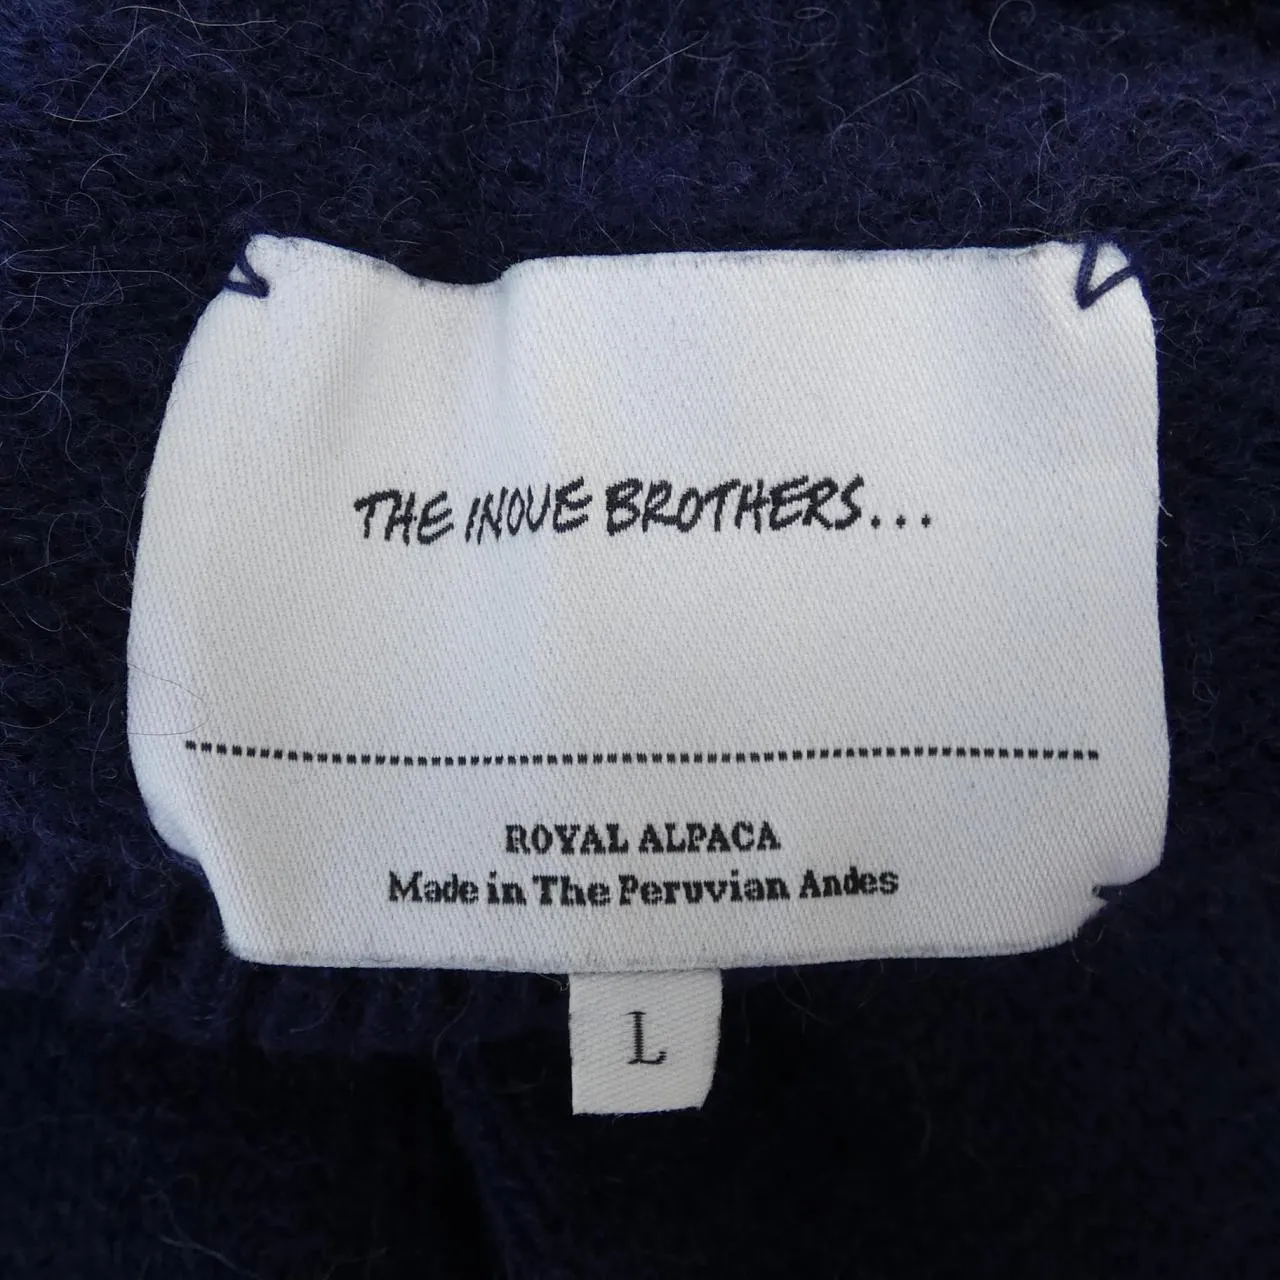 THE INOUE BROTHERS...
ROYAL ALPACA
Made in The Peruvian Andes
L